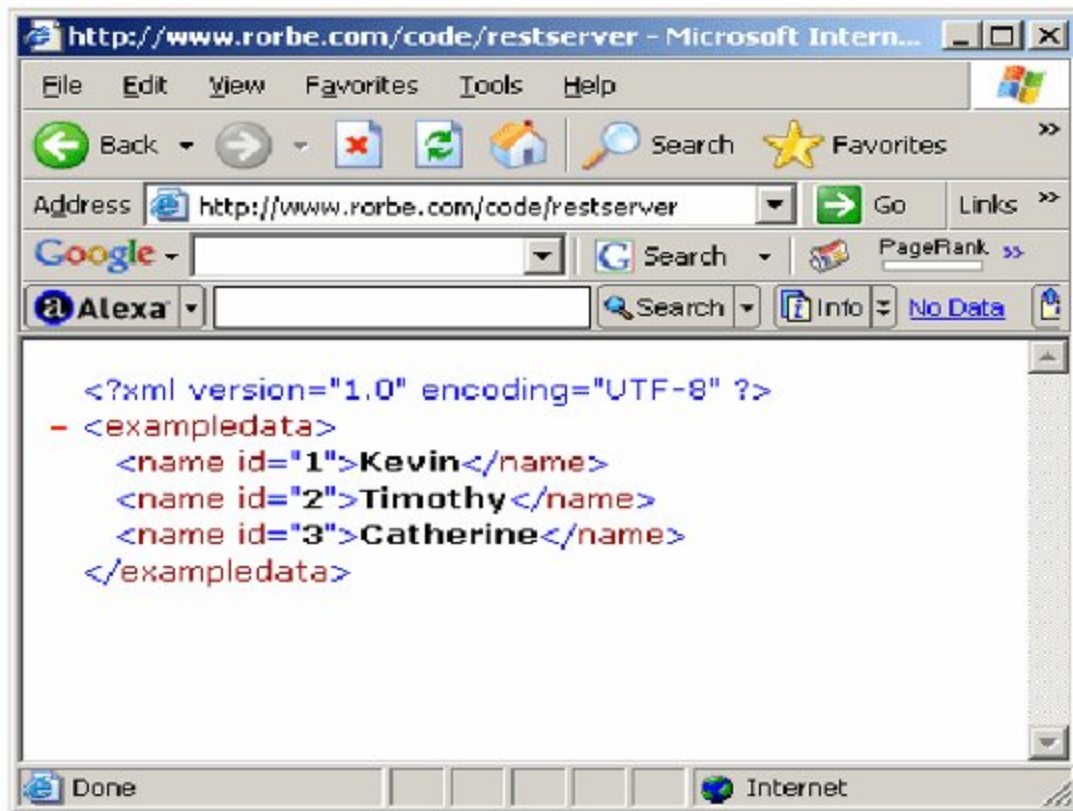 http://www.rorbe.com/code/restserver - Microsoft Intern...
File Edit View Favorites Tools Help
Back Search Favorites »
Address http://www.rorbe.com/code/restserver Go Links »
Google G Search PageRank »
a Alexa Search Info No Data
<?xml version="1.0" encoding="UTF-8" ?>
- <exampledata>
<name id="1">Kevin</name>
<name id="2">Timothy</name>
<name id="3">Catherine</name>
</exampledata>
Done Internet